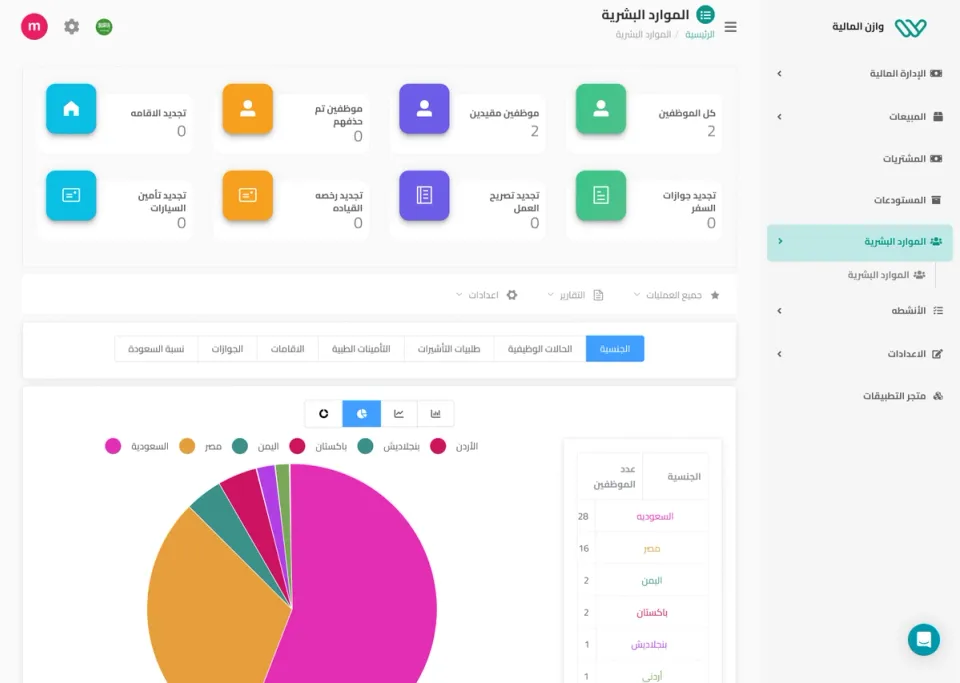 وازن المالية
الإدارة المالية
المبيعات
المشتريات
المستودعات
الموارد البشرية
الموارد البشرية
الأنشطه
الاعدادات
متجر التطبيقات
الموارد البشرية
الرئيسية / الموارد البشرية
m
كل الموظفين
2
موظفين مقيدين
2
موظفين تم
حذفهم
0
تجديد الاقامه
0
تجديد جوازات
السفر
0
تجديد تصريح
العمل
0
تجديد رخصه
القياده
0
تجديد تأمين
السيارات
0
جميع العمليات
التقارير
اعدادات
الجنسية
الحالات الوظيفية
طلبيات التأشيرات
التأمينات الطبية
الاقامات
الجوازات
نسبة السعودة
السعودية
مصر
اليمن
باكستان
بنجلاديش
الأردن
الجنسية
عدد
الموظفين
السعوديه 28
مصر 16
اليمن 2
باكستان 2
بنجلاديش 1
أردنى 1